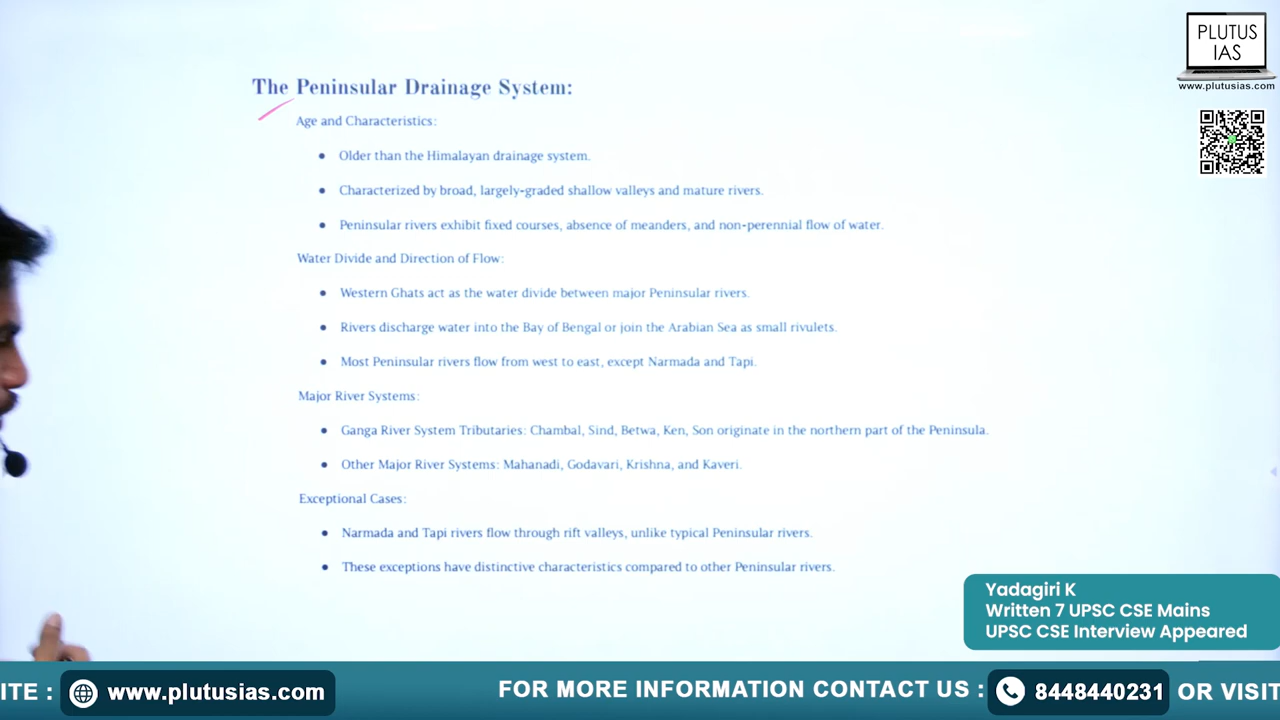 PLUTUS
IAS
www.plutusias.com
The Peninsular Drainage System:
Age and Characteristics:
● Older than the Himalayan drainage system.
● Characterized by broad, largely-graded shallow valleys and mature rivers.
● Peninsular rivers exhibit fixed courses, absence of meanders, and non-perennial flow of water.
Water Divide and Direction of Flow:
● Western Ghats act as the water divide between major Peninsular rivers.
● Rivers discharge water into the Bay of Bengal or join the Arabian Sea as small rivulets.
● Most Peninsular rivers flow from west to east, except Narmada and Tapi.
Major River Systems:
● Ganga River System Tributaries: Chambal, Sind, Betwa, Ken, Son originate in the northern part of the Peninsula.
● Other Major River Systems: Mahanadi, Godavari, Krishna, and Kaveri.
Exceptional Cases:
● Narmada and Tapi rivers flow through rift valleys, unlike typical Peninsular rivers.
● These exceptions have distinctive characteristics compared to other Peninsular rivers.
Yadagiri K
Written 7 UPSC CSE Mains
UPSC CSE Interview Appeared
ITE : www.plutusias.com FOR MORE INFORMATION CONTACT US : 8448440231 OR VISIT